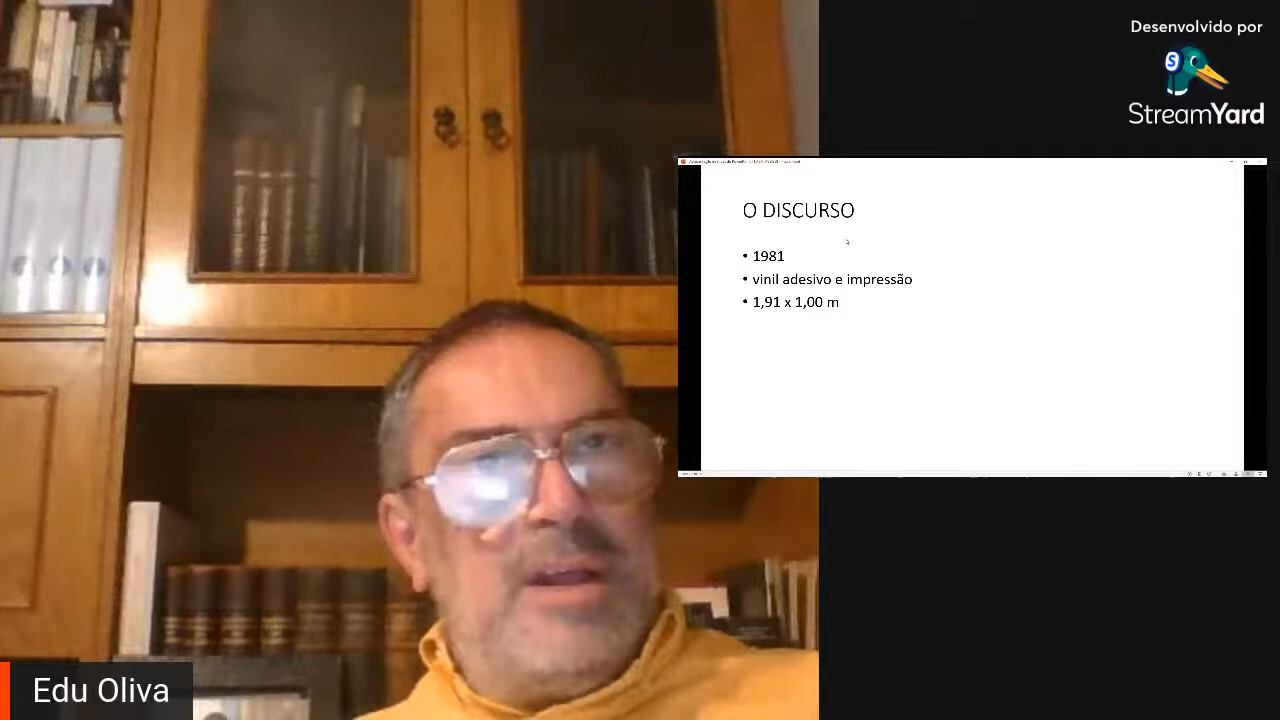 Desenvolvido por
StreamYard
O DISCURSO
• 1981
• vinil adesivo e impressão
• 1,91 x 1,00 m
Edu Oliva